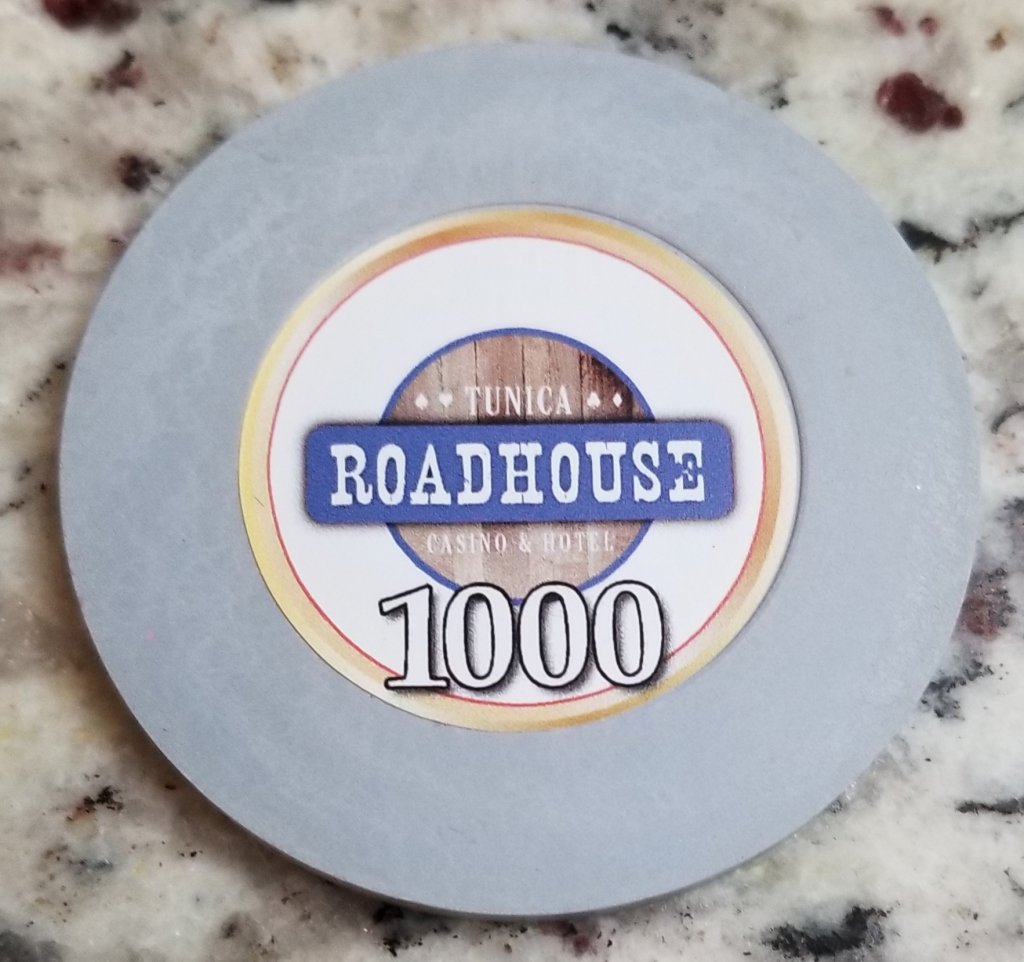 TUNICA
ROADHOUSE
CASINO & HOTEL
1000